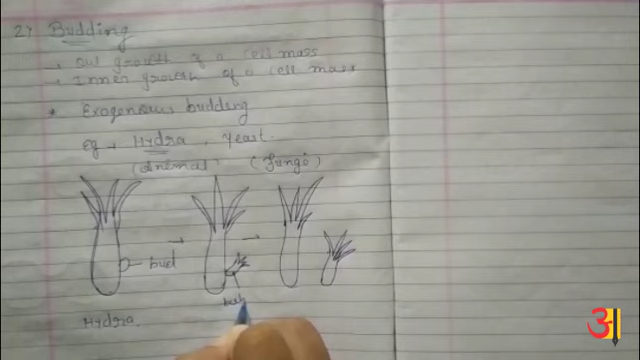 2) Budding
→ Out growth of a cell mass
→ Inner growth of a cell mass
* Exogenous budding
eg → Hydra, Yeast.
(Animal) (Fungi)
bud
Hydra.
अ